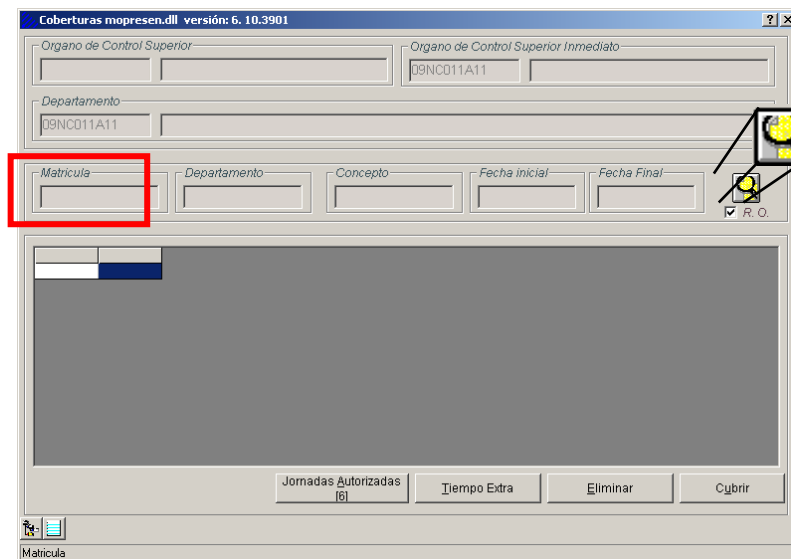 Coberturas mopresen.dll versión: 6. 10.3901
Organo de Control Superior
Organo de Control Superior Inmediato
09NC011A11
Departamento
09NC011A11
Matricula
Departamento
Concepto
Fecha inicial
Fecha Final
R. O.
Jornadas Autorizadas
[6]
Tiempo Extra
Eliminar
Cubrir
Matricula